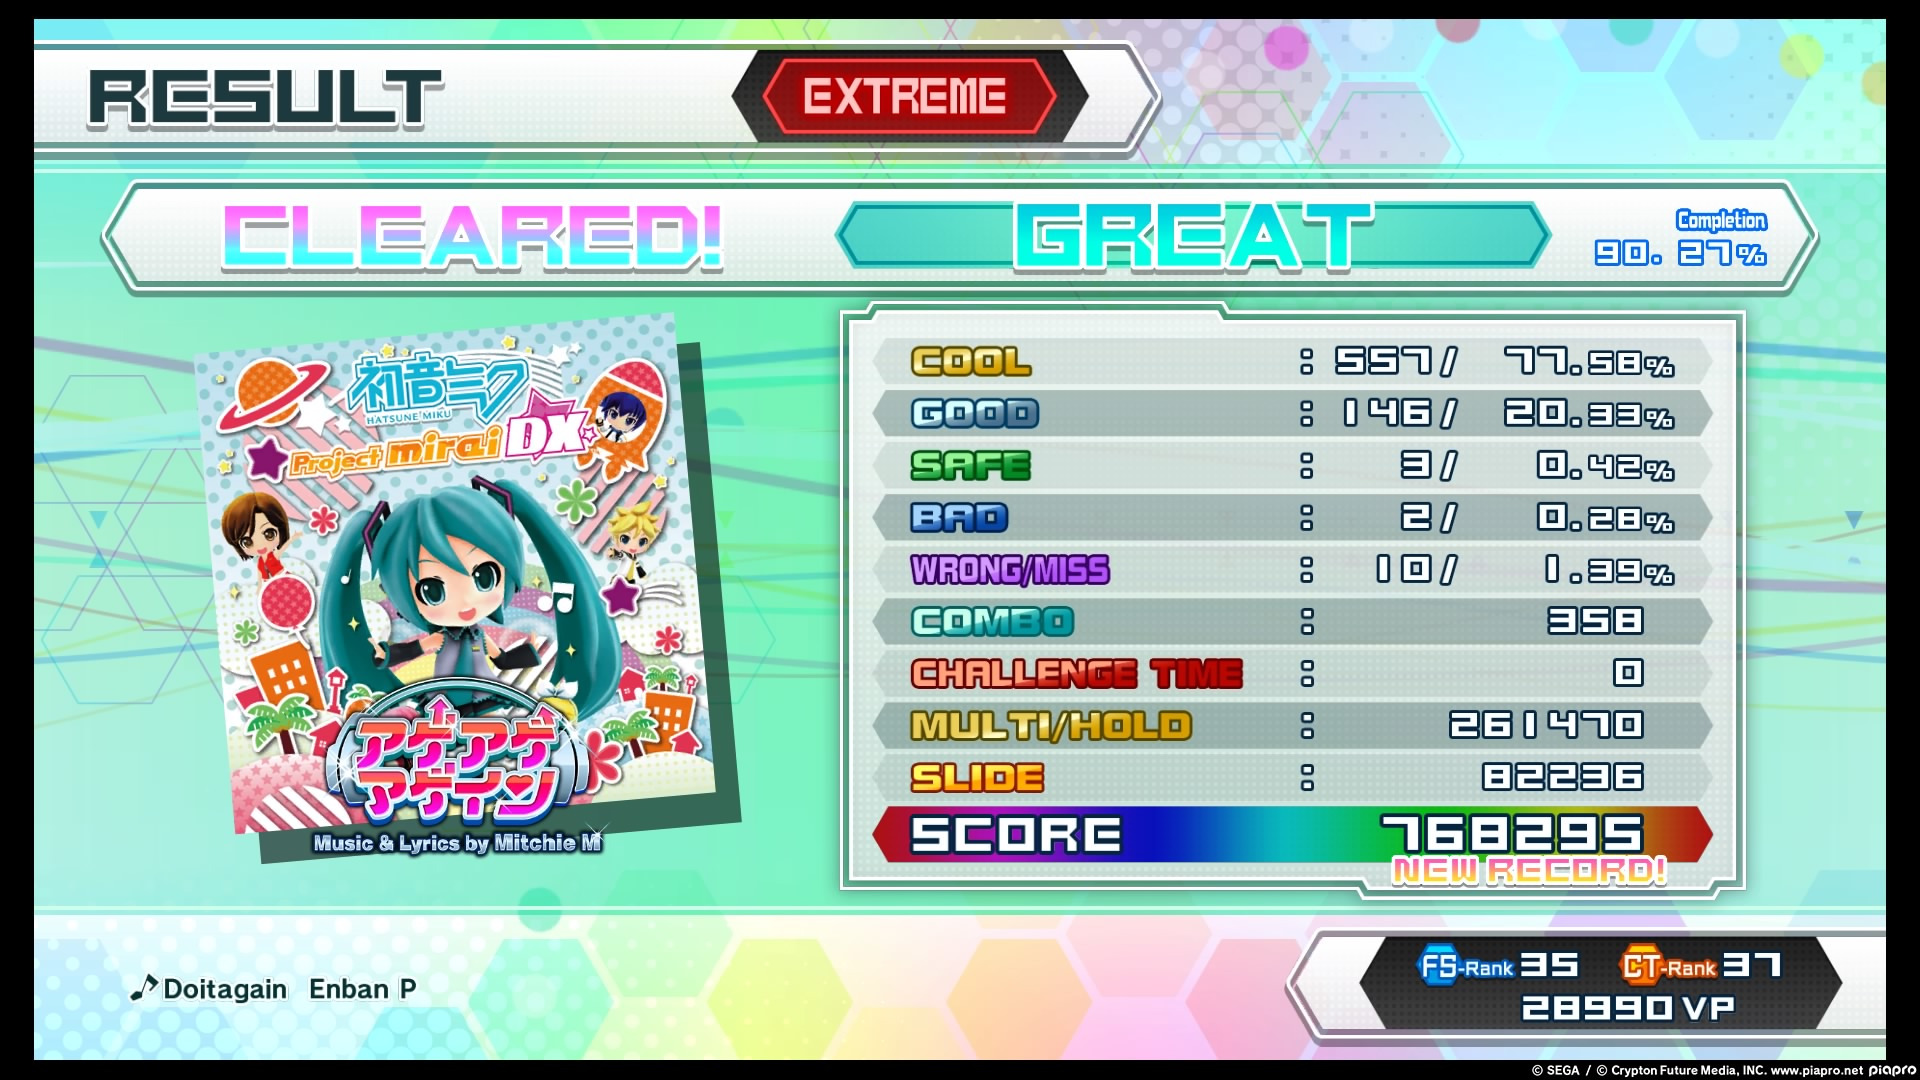 RESULT
EXTREME
CLEARED!
GREAT
Completion
90. 27%
初音ミク
HATSUNE MIKU
Project mirai DX
アゲアゲ
アゲイン
Music & Lyrics by Mitchie M
COOL : 557/ 77.58%
GOOD : 146/ 20.33%
SAFE : 3/ 0.42%
BAD : 2/ 0.28%
WRONG/MISS : 10/ 1.39%
COMBO : 358
CHALLENGE TIME : 0
MULTI/HOLD : 261470
SLIDE : 82236
SCORE 768295
NEW RECORD!
Doitagain Enban P
FS-Rank 35 CT-Rank 37
28990 VP
© SEGA / © Crypton Future Media, INC. www.piapro.net piapro